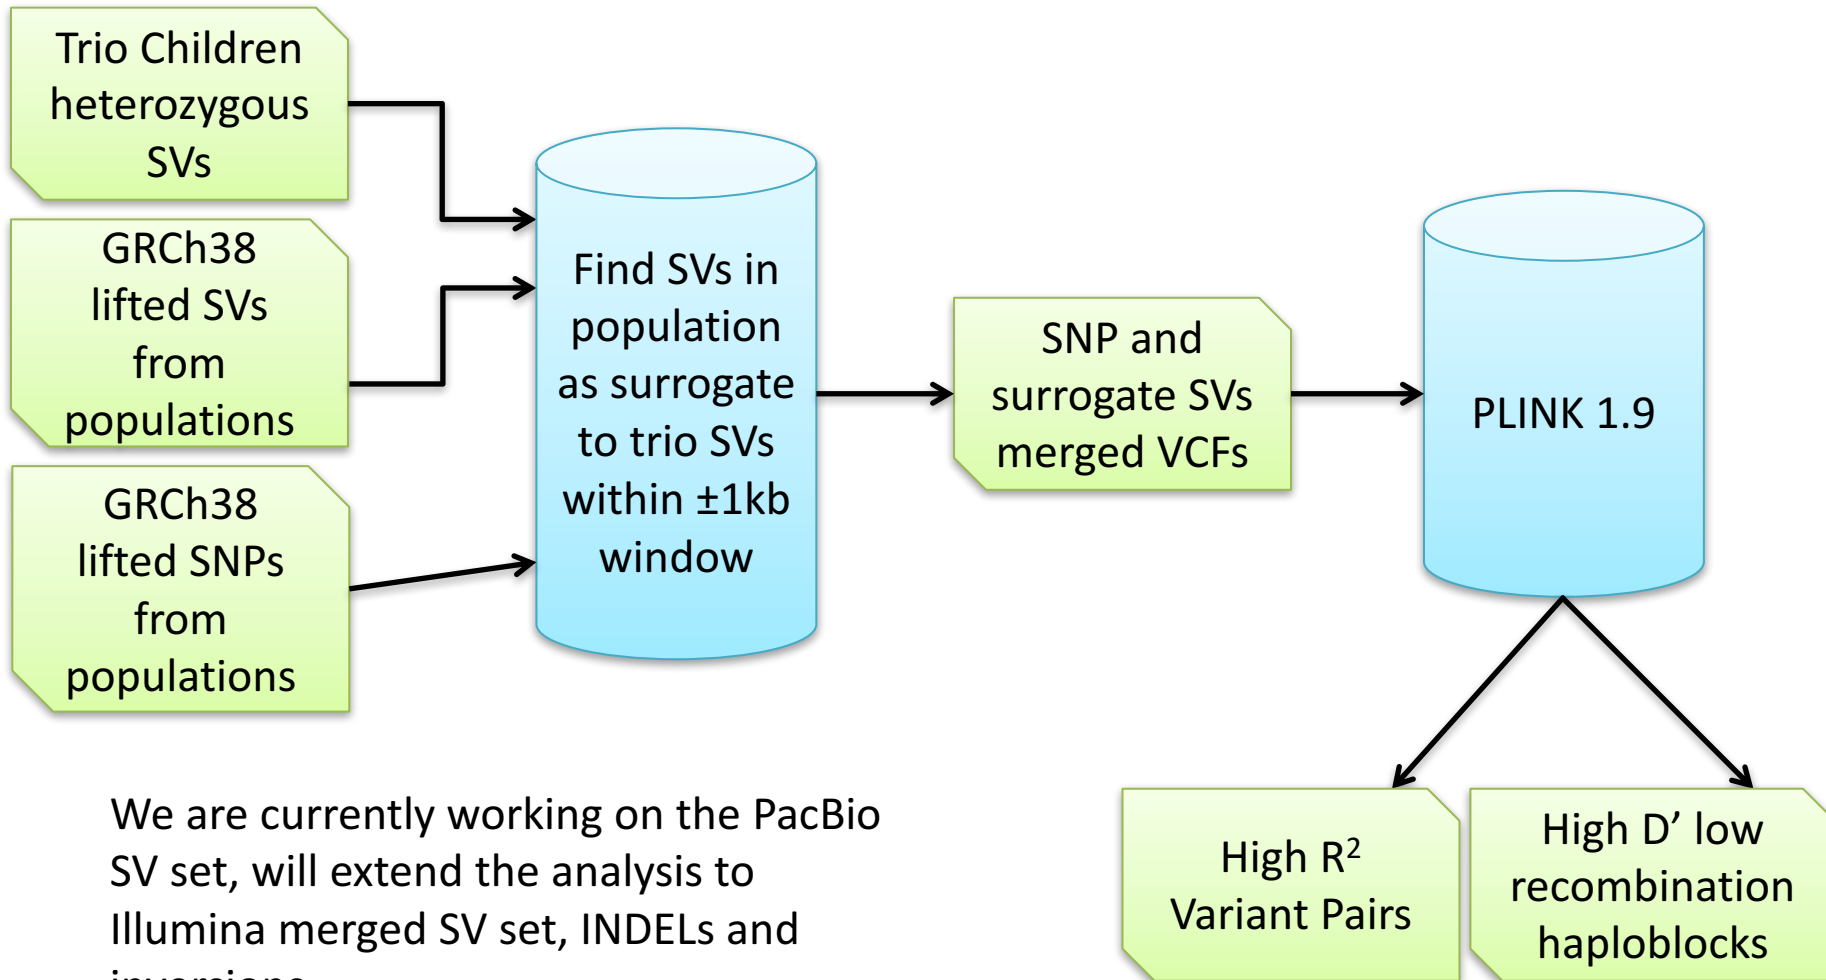 Trio Children
heterozygous
SVs
GRCh38
lifted SVs
from
populations
GRCh38
lifted SNPs
from
populations
Find SVs in
population
as surrogate
to trio SVs
within ±1kb
window
SNP and
surrogate SVs
merged VCFs
PLINK 1.9
High R²
Variant Pairs
High D’ low
recombination
haploblocks
We are currently working on the PacBio
SV set, will extend the analysis to
Illumina merged SV set, INDELs and